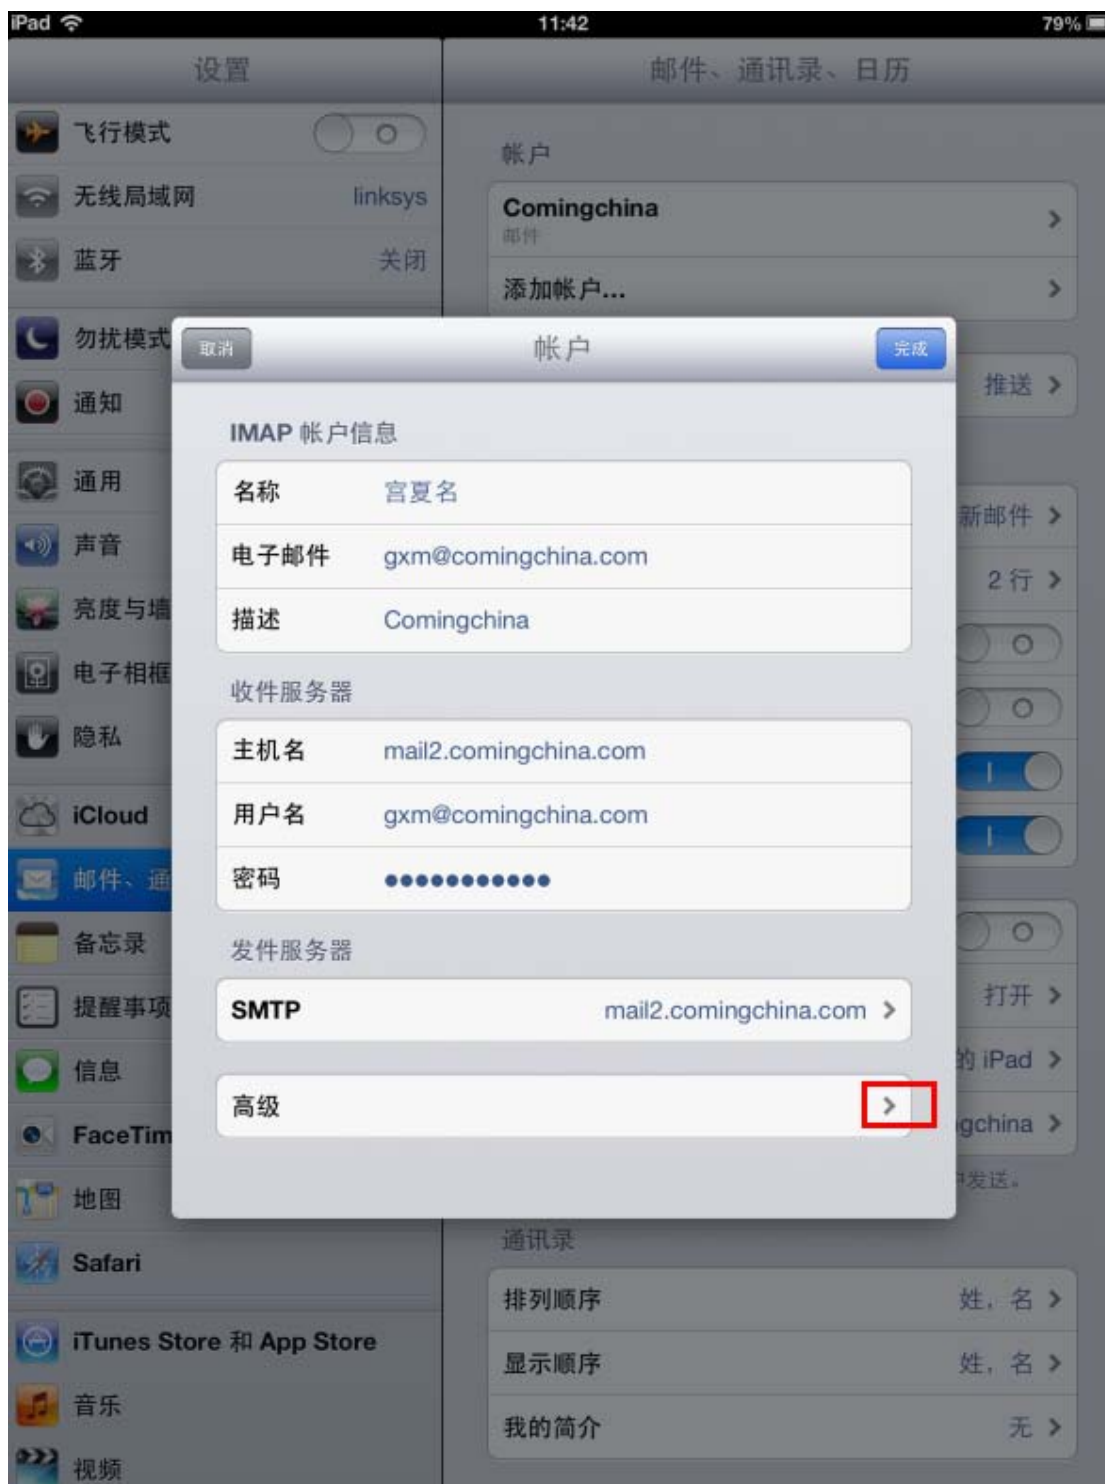 iPad 11:42 79%
设置
邮件、通讯录、日历
飞行模式
无线局域网 linksys
蓝牙 关闭
勿扰模式
通知
通用
声音
亮度与墙
电子相框
隐私
iCloud
邮件、通
备忘录
提醒事项
信息
FaceTim
地图
Safari
iTunes Store 和 App Store
音乐
视频
帐户
Comingchina
邮件
添加帐户...
推送
新邮件
2 行
打开
的 iPad
gchina
户发送。
通讯录
排列顺序 姓，名
显示顺序 姓，名
我的简介 无
取消 帐户 完成
IMAP 帐户信息
名称 宫夏名
电子邮件 gxm@comingchina.com
描述 Comingchina
收件服务器
主机名 mail2.comingchina.com
用户名 gxm@comingchina.com
密码 ●●●●●●●●●●●
发件服务器
SMTP mail2.comingchina.com
高级